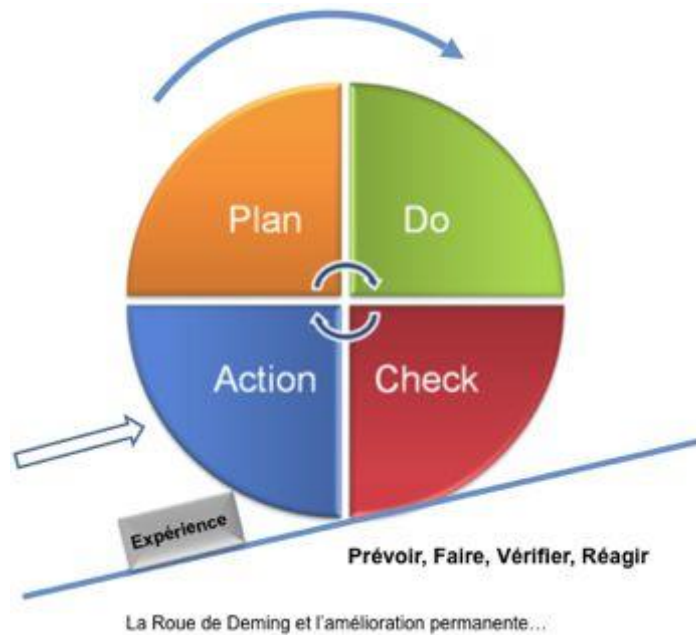 Plan
Do
Action
Check
Expérience
Prévoir, Faire, Vérifier, Réagir
La Roue de Deming et l'amélioration permanente…